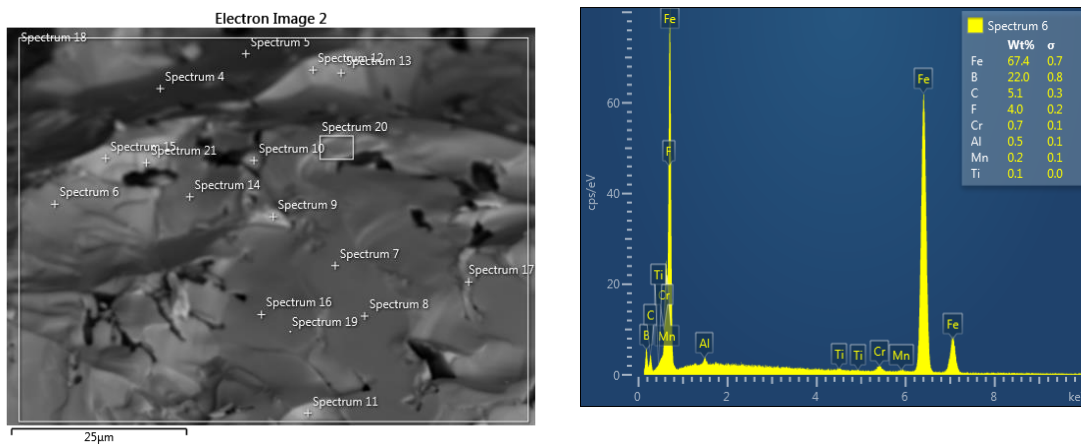 Electron Image 2
Spectrum 18
Spectrum 5
Spectrum 12
Spectrum 13
Spectrum 4
Spectrum 20
Spectrum 15
Spectrum 21
Spectrum 10
Spectrum 6
Spectrum 14
Spectrum 9
Spectrum 7
Spectrum 17
Spectrum 16
Spectrum 8
Spectrum 19
Spectrum 11
25µm
Spectrum 6
Wt% σ
Fe 67.4 0.7
B 22.0 0.8
C 5.1 0.3
F 4.0 0.2
Cr 0.7 0.1
Al 0.5 0.1
Mn 0.2 0.1
Ti 0.1 0.0
cps/eV
60
40
20
0
Fe
Fe
F
Ti
Cr
C
B
Mn
Al
Ti
Ti
Cr
Mn
Fe
0 2 4 6 8 ke